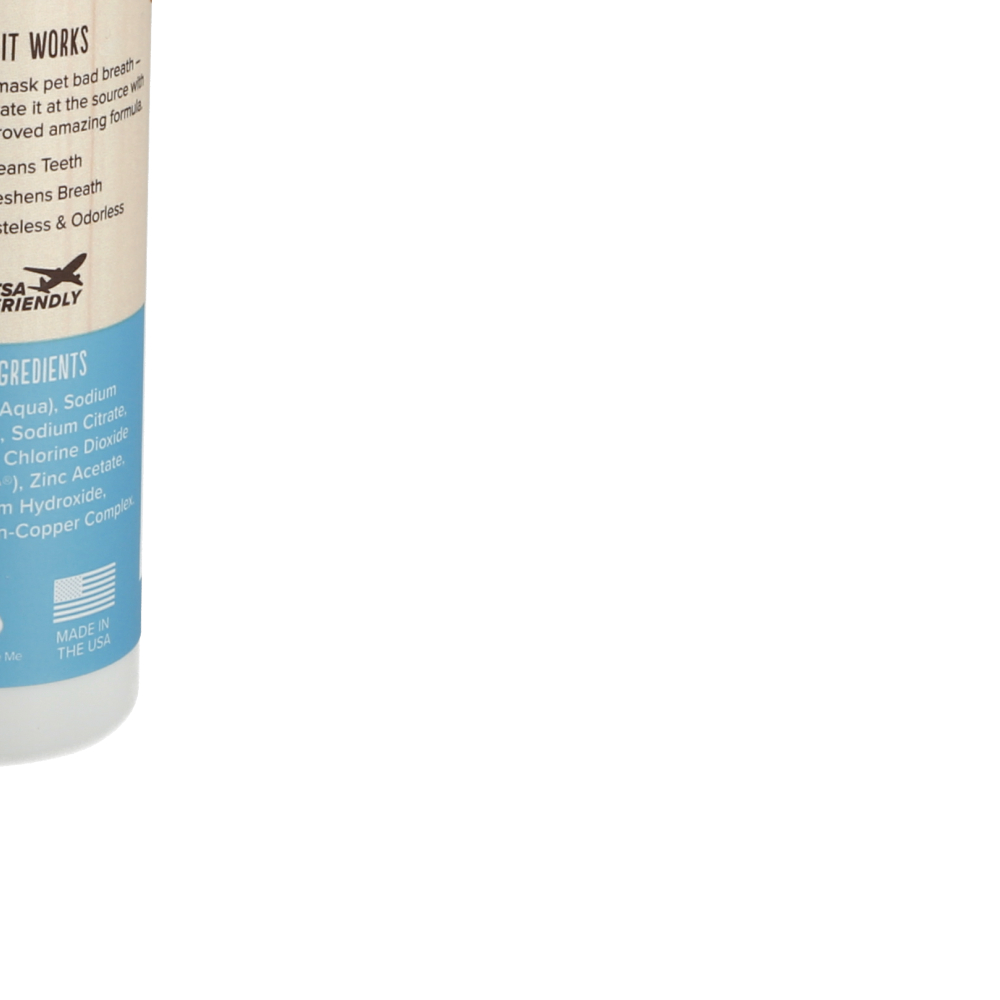 IT WORKS
mask pet bad breath –
ate it at the source with
roved amazing formula.
eans Teeth
eshens Breath
steless & Odorless
TSA
FRIENDLY
GREDIENTS
Aqua), Sodium
, Sodium Citrate,
Chlorine Dioxide
®), Zinc Acetate,
m Hydroxide,
n-Copper Complex.
MADE IN
THE USA
Me